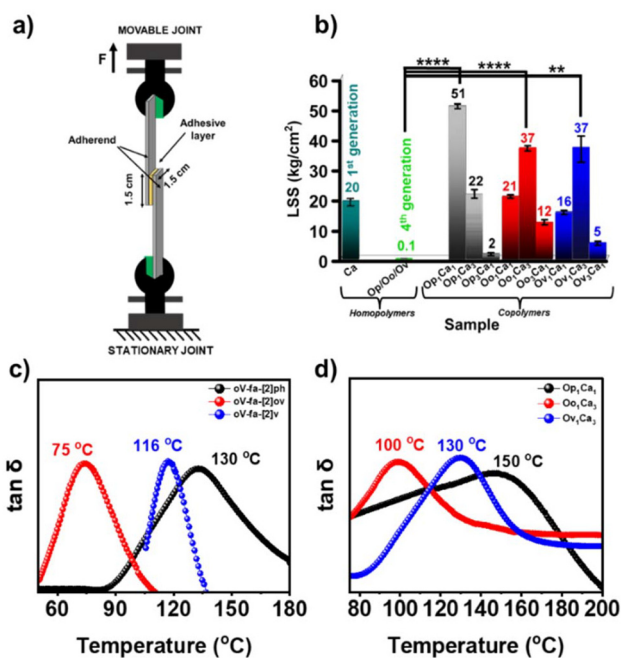 a)
MOVABLE JOINT
F
Adherend
Adhesive
layer
1.5 cm
1.5 cm
STATIONARY JOINT
b)
****
****
**
LSS (kg/cm²)
60
50
40
30
20
10
0
20
1st generation
0.1
4th generation
51
22
2
21
37
12
16
37
5
Ca
Op/Oo/Ov
Op₁Ca₁
Op₁Ca₃
Op₃Ca₁
Oo₁Ca₁
Oo₁Ca₃
Oo₃Ca₁
Ov₁Ca₁
Ov₁Ca₃
Ov₃Ca₁
Homopolymers
Copolymers
Sample
c)
oV-fa-[2]ph
oV-fa-[2]ov
oV-fa-[2]v
75 °C
116 °C
130 °C
tan δ
60
90
120
150
180
Temperature (°C)
d)
Op₁Ca₁
Oo₁Ca₃
Ov₁Ca₃
100 °C
130 °C
150 °C
tan δ
80
100
120
140
160
180
200
Temperature (°C)